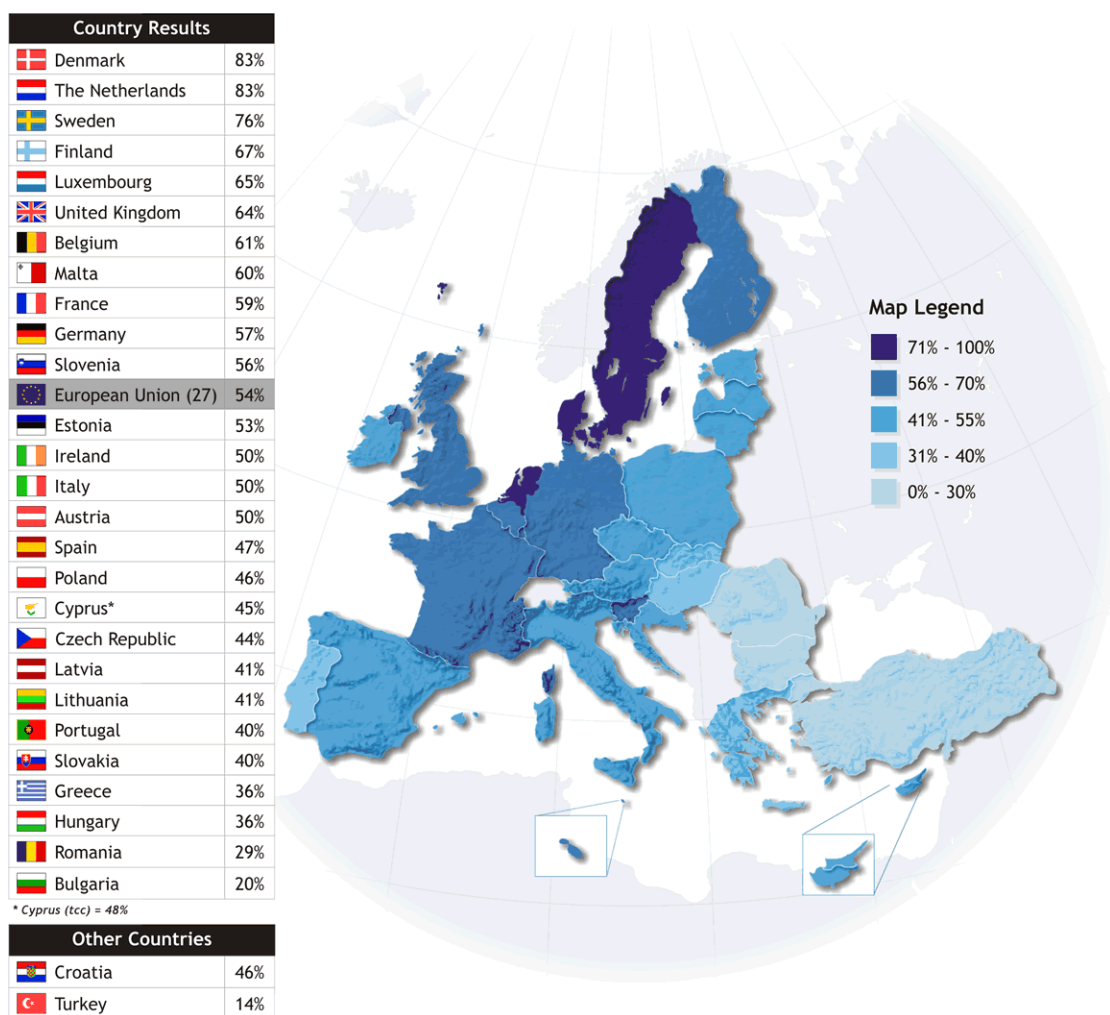 Country Results
Denmark 83%
The Netherlands 83%
Sweden 76%
Finland 67%
Luxembourg 65%
United Kingdom 64%
Belgium 61%
Malta 60%
France 59%
Germany 57%
Slovenia 56%
European Union (27) 54%
Estonia 53%
Ireland 50%
Italy 50%
Austria 50%
Spain 47%
Poland 46%
Cyprus* 45%
Czech Republic 44%
Latvia 41%
Lithuania 41%
Portugal 40%
Slovakia 40%
Greece 36%
Hungary 36%
Romania 29%
Bulgaria 20%
* Cyprus (tcc) = 48%
Other Countries
Croatia 46%
Turkey 14%
Map Legend
71% - 100%
56% - 70%
41% - 55%
31% - 40%
0% - 30%